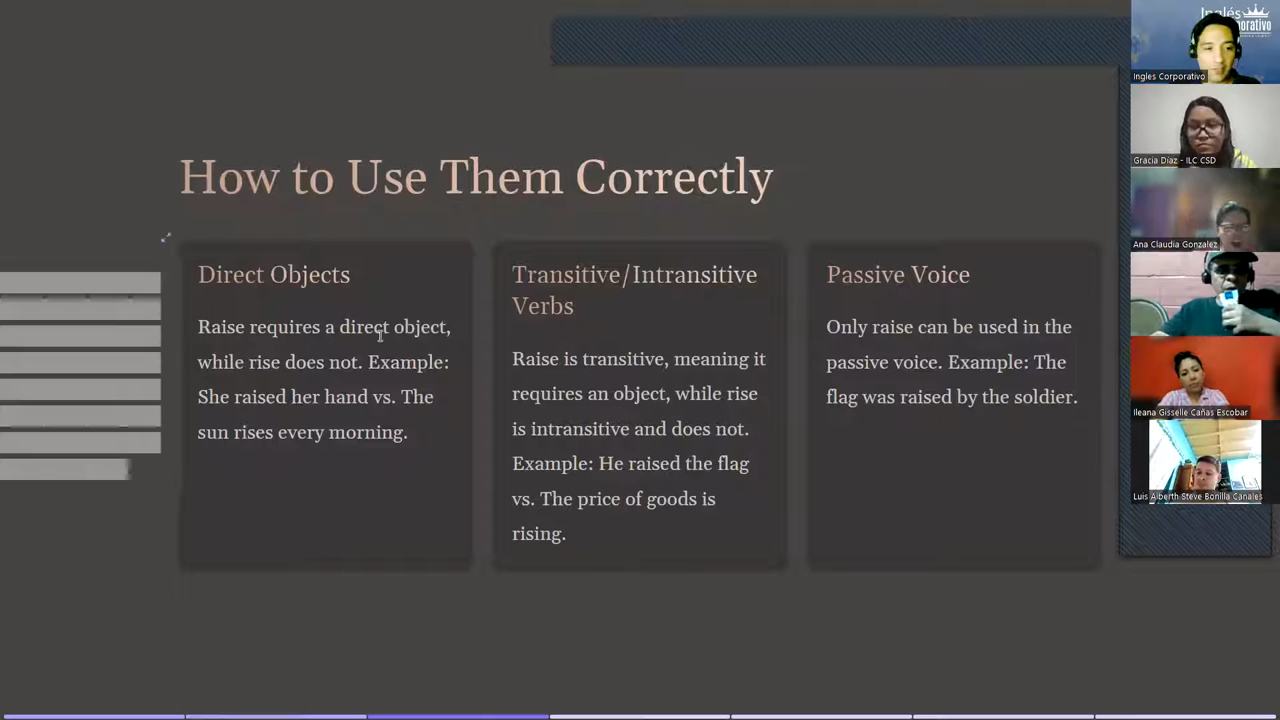 How to Use Them Correctly
Direct Objects
Raise requires a direct object,
while rise does not. Example:
She raised her hand vs. The
sun rises every morning.
Transitive/Intransitive
Verbs
Raise is transitive, meaning it
requires an object, while rise
is intransitive and does not.
Example: He raised the flag
vs. The price of goods is
rising.
Passive Voice
Only raise can be used in the
passive voice. Example: The
flag was raised by the soldier.
Inglés
Ingles Corporativo
Gracia Díaz - ILC CSD
Ana Claudia Gonzalez
Ileana Gisselle Cañas Escobar
Luis Alberth Steve Bonilla Canales